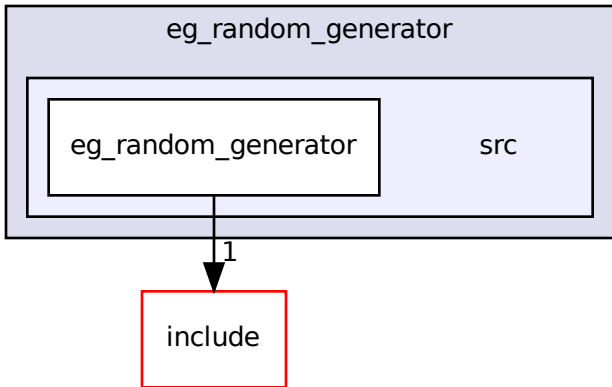 eg_random_generator
eg_random_generator
src
1
include